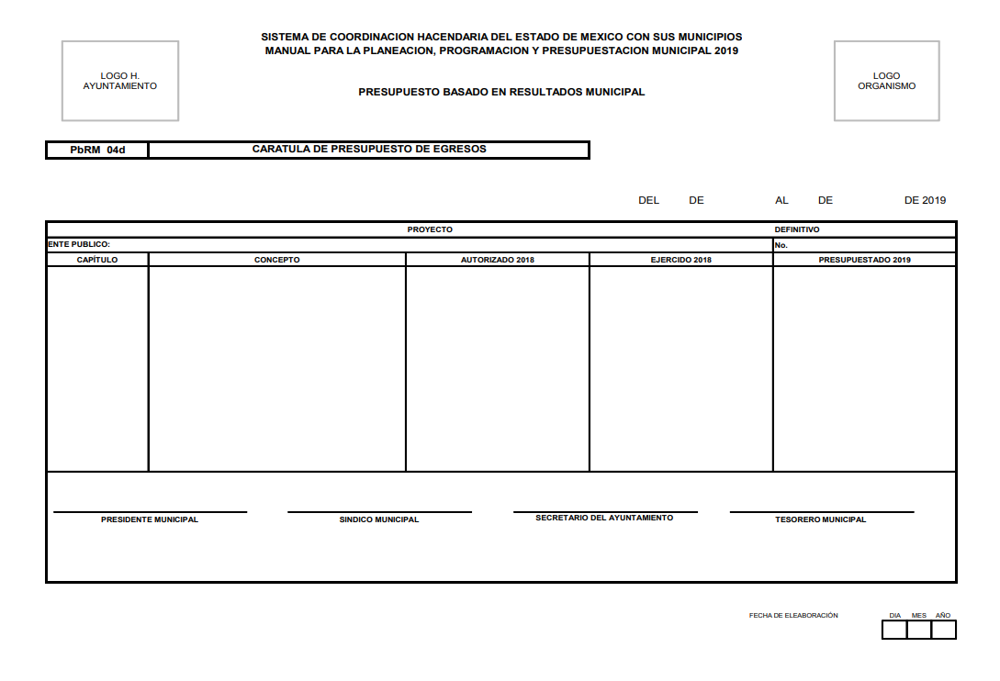 SISTEMA DE COORDINACION HACENDARIA DEL ESTADO DE MEXICO CON SUS MUNICIPIOS
MANUAL PARA LA PLANEACION, PROGRAMACION Y PRESUPUESTACION MUNICIPAL 2019
LOGO H.
AYUNTAMIENTO
LOGO
ORGANISMO
PRESUPUESTO BASADO EN RESULTADOS MUNICIPAL
PbRM 04d CARATULA DE PRESUPUESTO DE EGRESOS
DEL DE AL DE DE 2019
PROYECTO DEFINITIVO
ENTE PUBLICO: No.
CAPÍTULO CONCEPTO AUTORIZADO 2018 EJERCIDO 2018 PRESUPUESTADO 2019
PRESIDENTE MUNICIPAL SINDICO MUNICIPAL SECRETARIO DEL AYUNTAMIENTO TESORERO MUNICIPAL
FECHA DE ELEABORACIÓN DIA MES AÑO